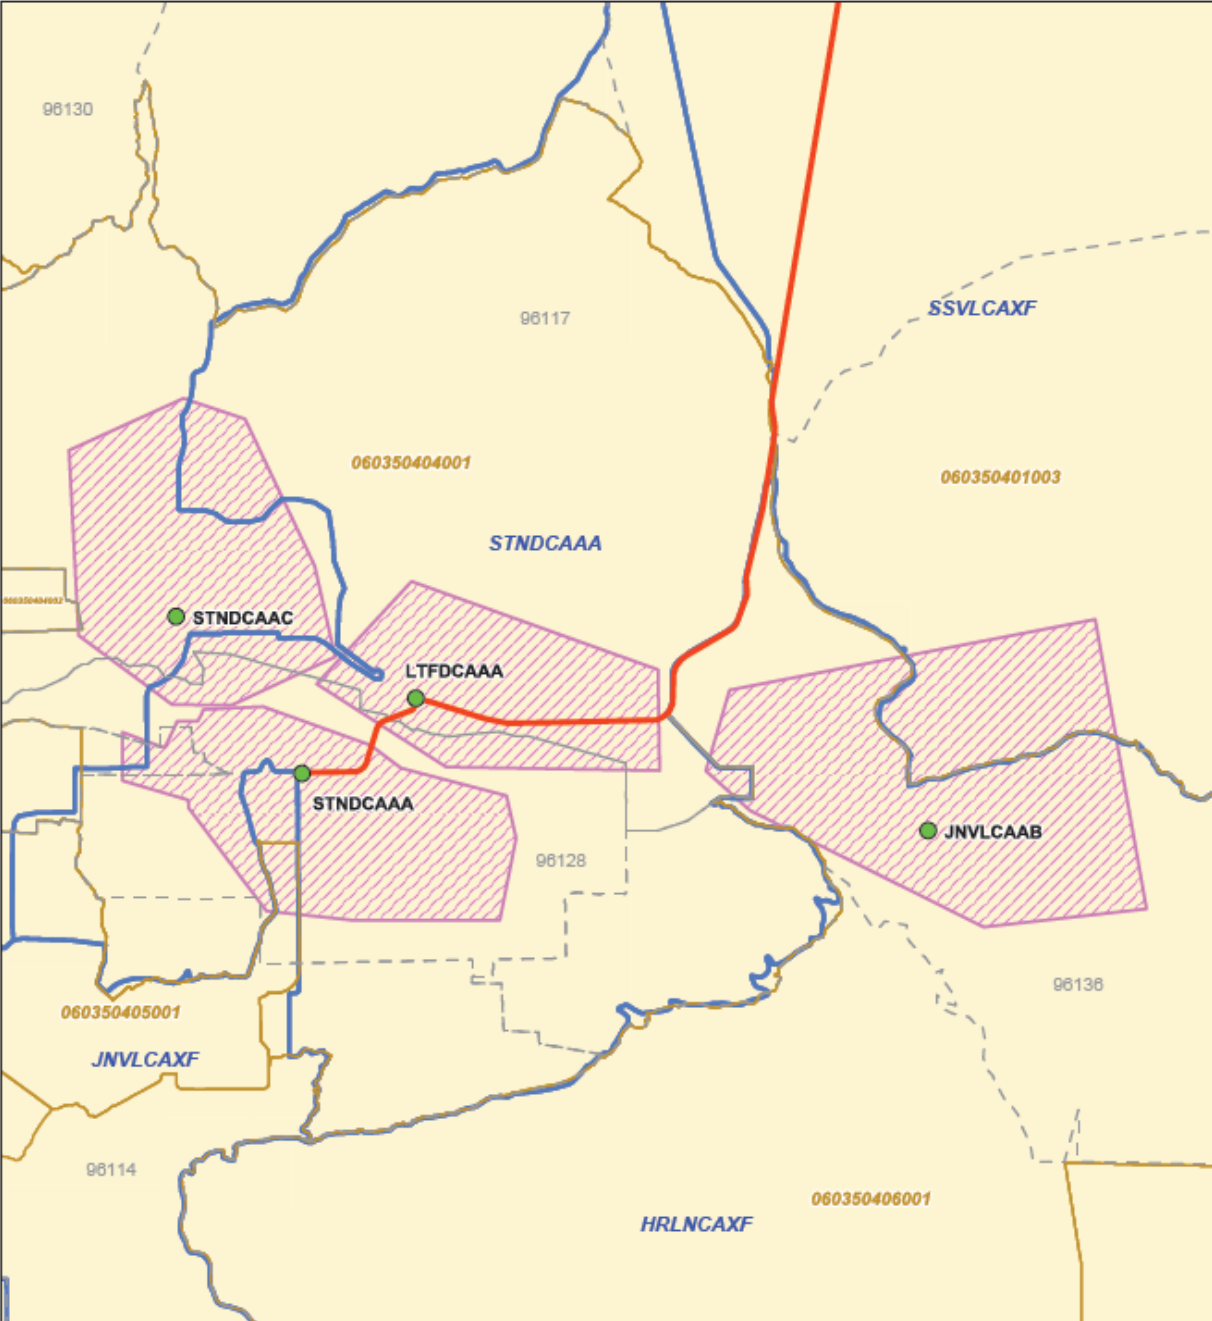 96130
SSVLCAXF
96117
060350404001
060350401003
STNDCAAA
STNDCAAC
LTFDCAAA
STNDCAAA
JNVLCAAB
96128
96136
060350405001
JNVLCAXF
96114
060350406001
HRLNCAXF